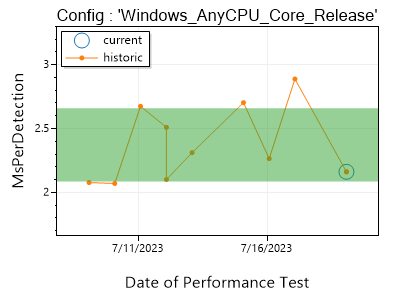 Config : 'Windows_AnyCPU_Core_Release'
current
historic
3
2.5
2
MsPerDetection
7/11/2023
7/16/2023
Date of Performance Test